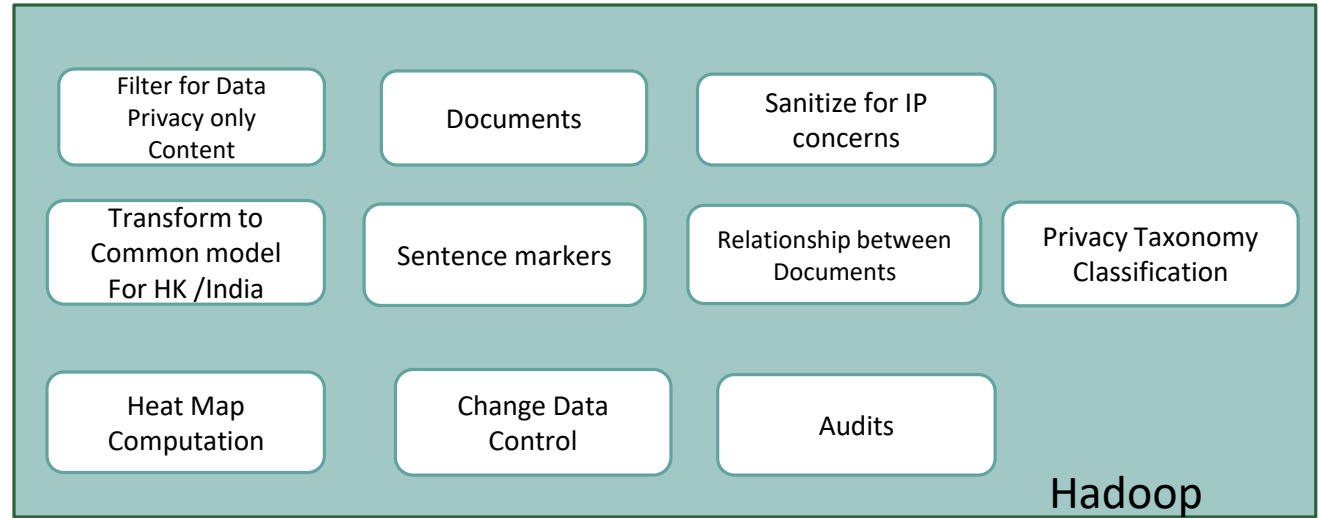 Filter for Data
Privacy only
Content
Documents
Sanitize for IP
concerns
Transform to
Common model
For HK /India
Sentence markers
Relationship between
Documents
Privacy Taxonomy
Classification
Heat Map
Computation
Change Data
Control
Audits
Hadoop